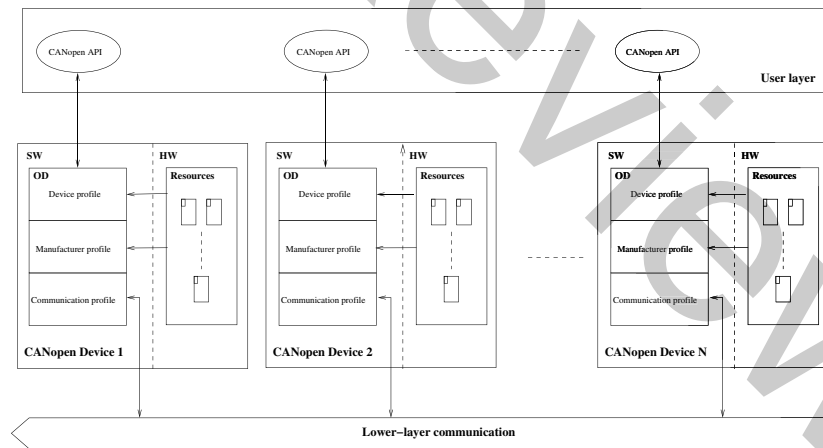 CANopen API
CANopen API
CANopen API
User layer
SW
HW
OD
Resources
Device profile
Manufacturer profile
Communication profile
CANopen Device 1
SW
HW
OD
Resources
Device profile
Manufacturer profile
Communication profile
CANopen Device 2
SW
HW
OD
Resources
Device profile
Manufacturer profile
Communication profile
CANopen Device N
Lower-layer communication